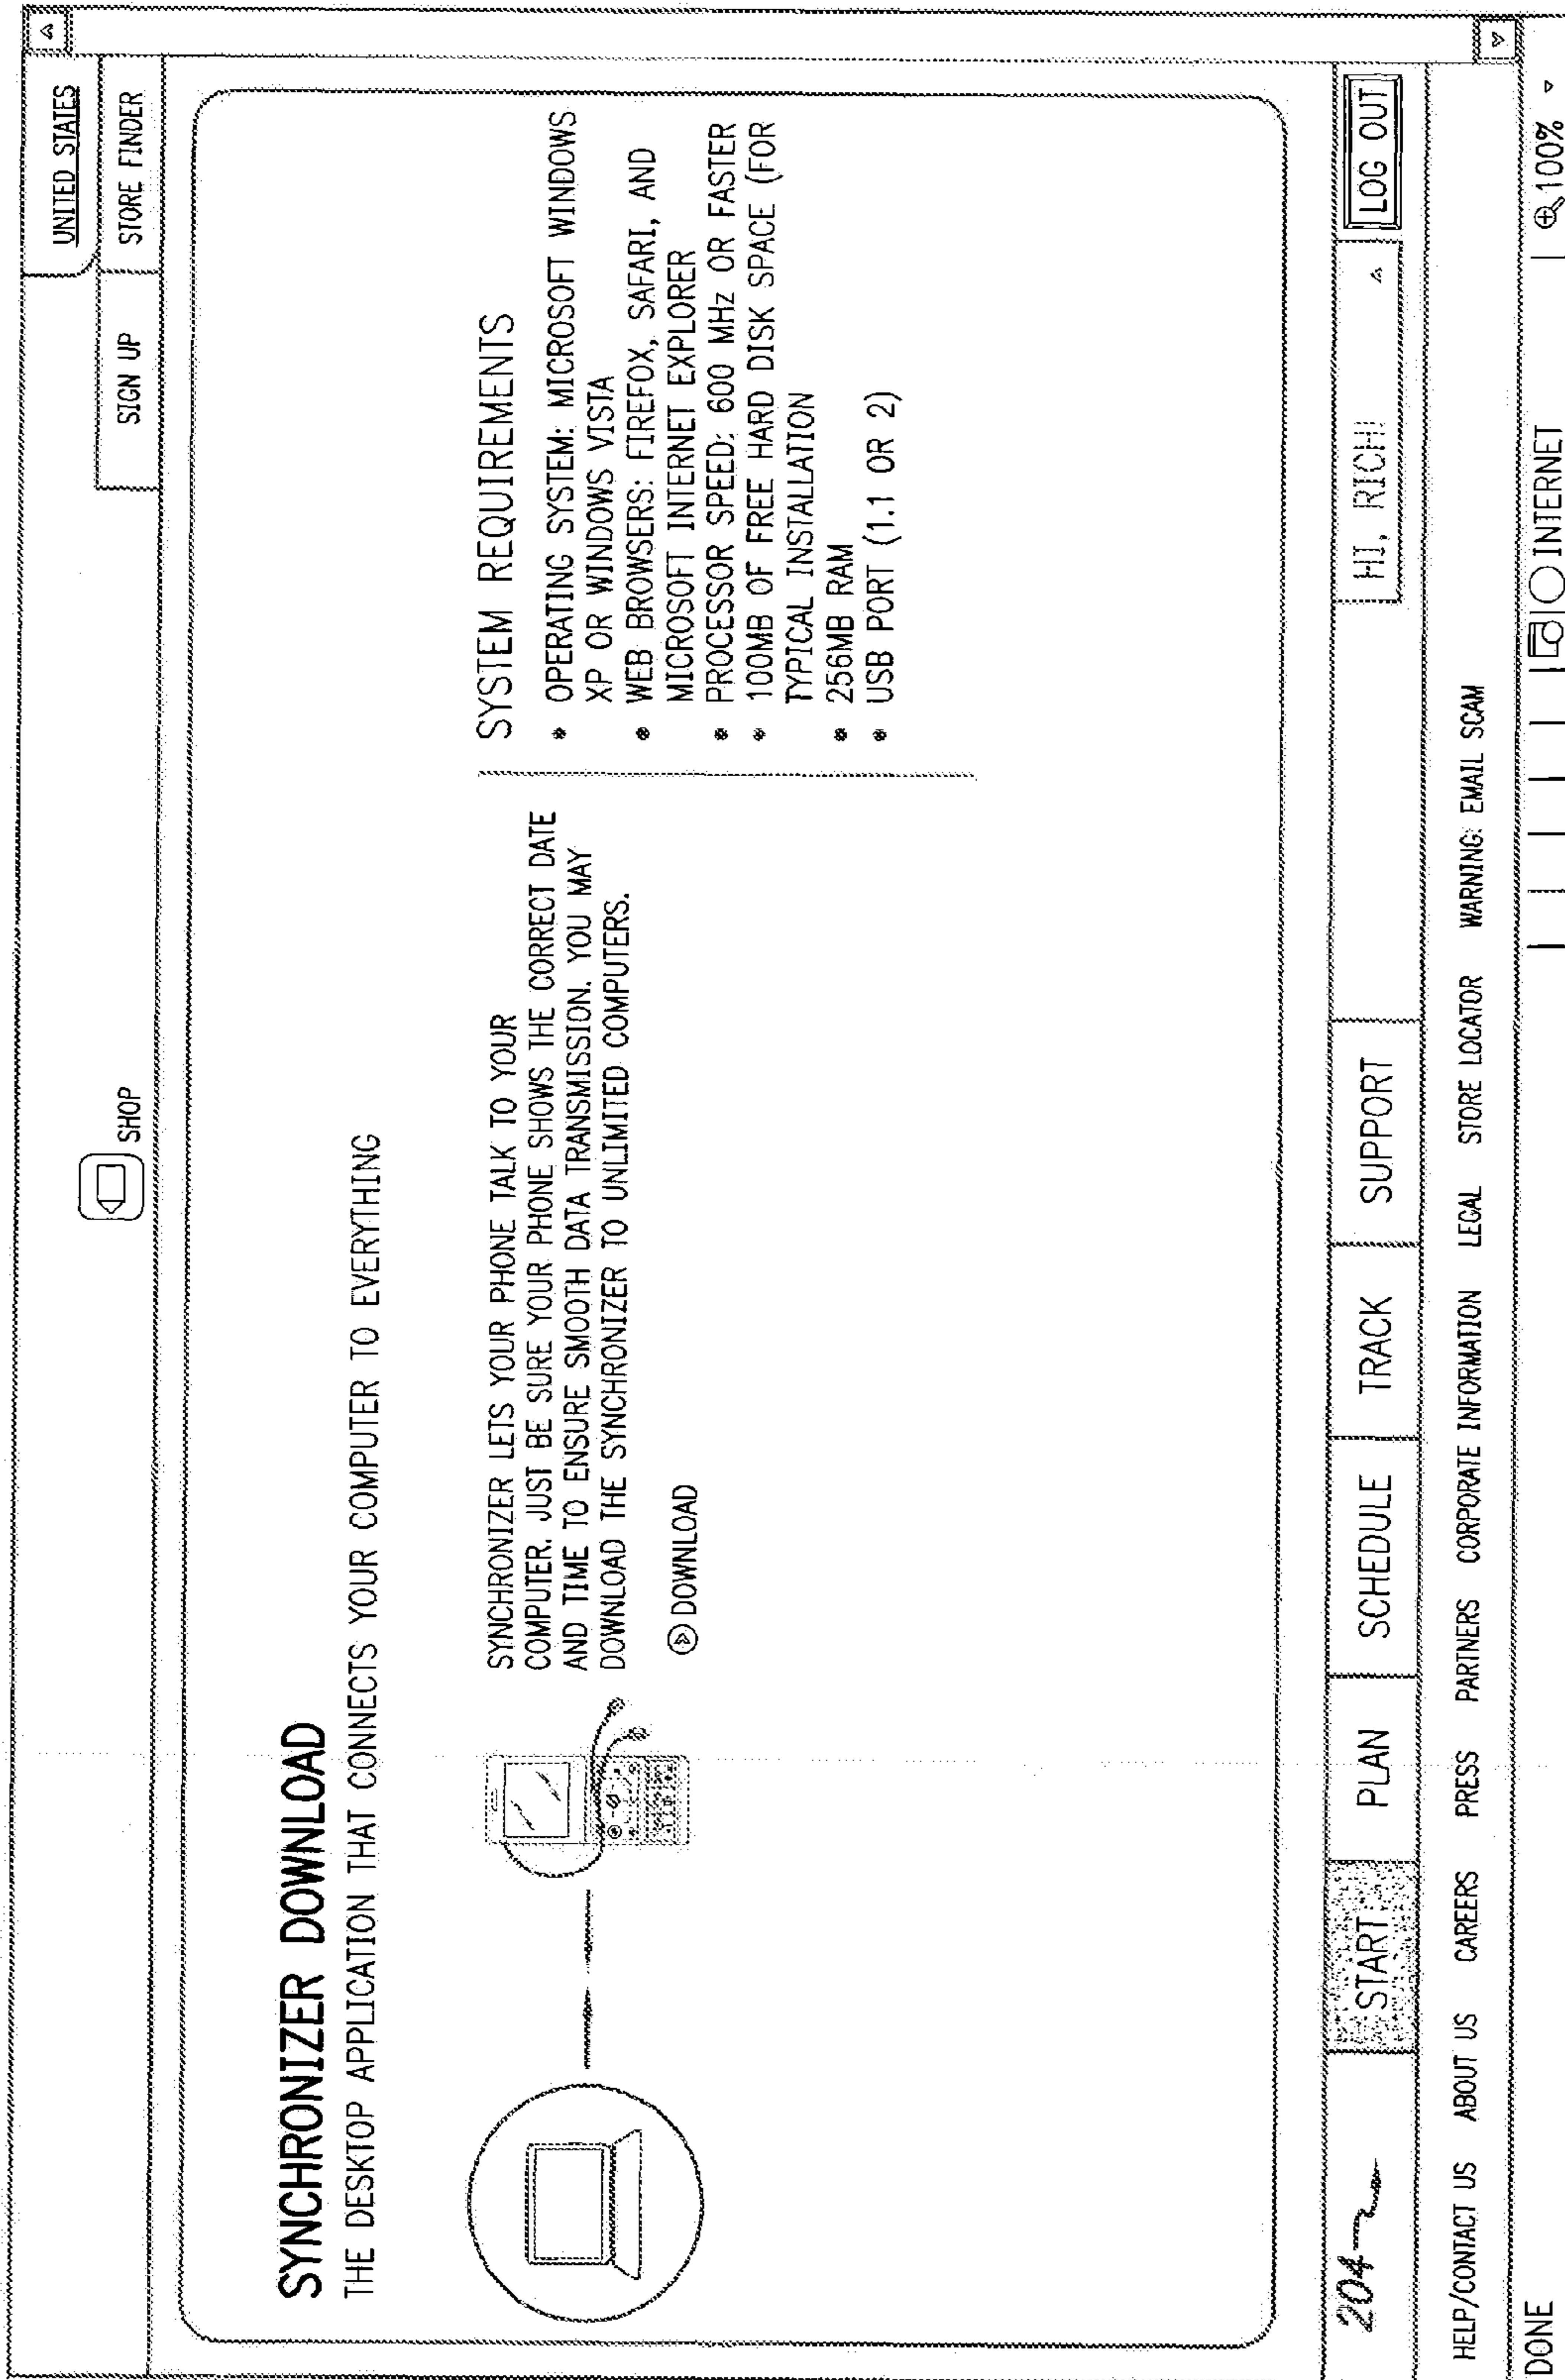 UNITED STATES
SHOP
SIGN UP
STORE FINDER
SYNCHRONIZER DOWNLOAD
THE DESKTOP APPLICATION THAT CONNECTS YOUR COMPUTER TO EVERYTHING
SYNCHRONIZER LETS YOUR PHONE TALK TO YOUR
COMPUTER. JUST BE SURE YOUR PHONE SHOWS THE CORRECT DATE
AND TIME TO ENSURE SMOOTH DATA TRANSMISSION. YOU MAY
DOWNLOAD THE SYNCHRONIZER TO UNLIMITED COMPUTERS.
DOWNLOAD
SYSTEM REQUIREMENTS
• OPERATING SYSTEM: MICROSOFT WINDOWS
XP OR WINDOWS VISTA
• WEB BROWSERS: FIREFOX, SAFARI, AND
MICROSOFT INTERNET EXPLORER
• PROCESSOR SPEED: 600 MHz OR FASTER
• 100MB OF FREE HARD DISK SPACE (FOR
TYPICAL INSTALLATION
• 256MB RAM
• USB PORT (1.1 OR 2)
204 START PLAN SCHEDULE TRACK SUPPORT HI, RICH! LOG OUT
HELP/CONTACT US ABOUT US CAREERS PRESS PARTNERS CORPORATE INFORMATION LEGAL STORE LOCATOR WARNING: EMAIL SCAM
DONE INTERNET 100%